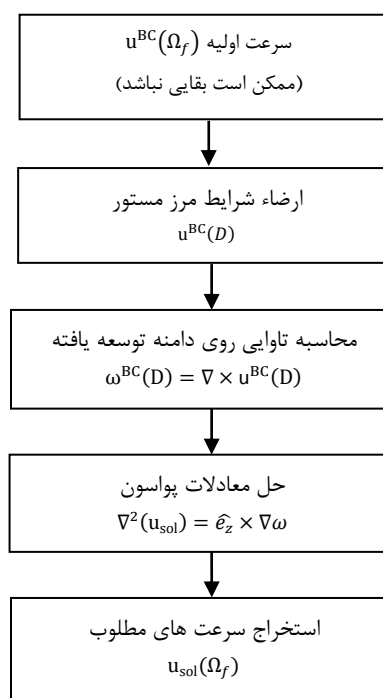 سرعت اولیه u^BC(Ω_f)
(ممکن است بقایی نباشد)
ارضاء شرایط مرز مستور
u^BC(D)
محاسبه تاوایی روی دامنه توسعه یافته
ω^BC(D) = ∇ × u^BC(D)
حل معادلات پواسون
∇²(u_sol) = ê_z × ∇ω
استخراج سرعت های مطلوب
u_sol(Ω_f)